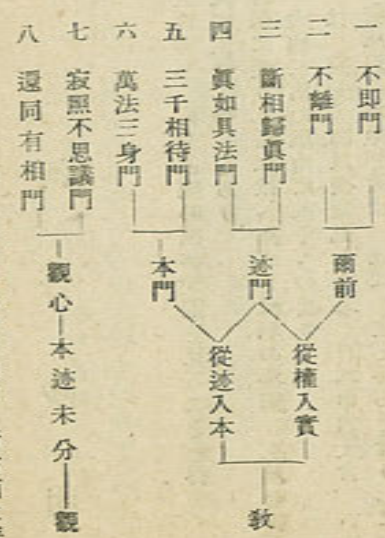 一 不即門
二 不離門
三 斷相歸眞門
四 眞如具法門
五 三千相待門
六 萬法三身門
七 寂照不思議門
八 還同有相門
爾前
迹門
本門
觀心―本迹未分―觀
從權入實
從迹入本
敎